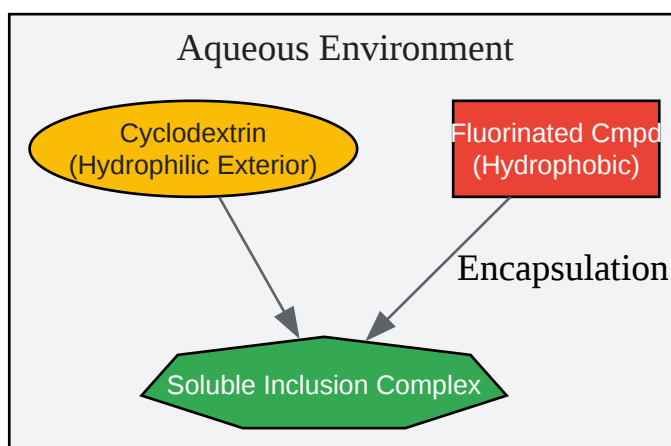 Aqueous Environment
Cyclodextrin
(Hydrophilic Exterior)
Fluorinated Cmpd
(Hydrophobic)
Encapsulation
Soluble Inclusion Complex